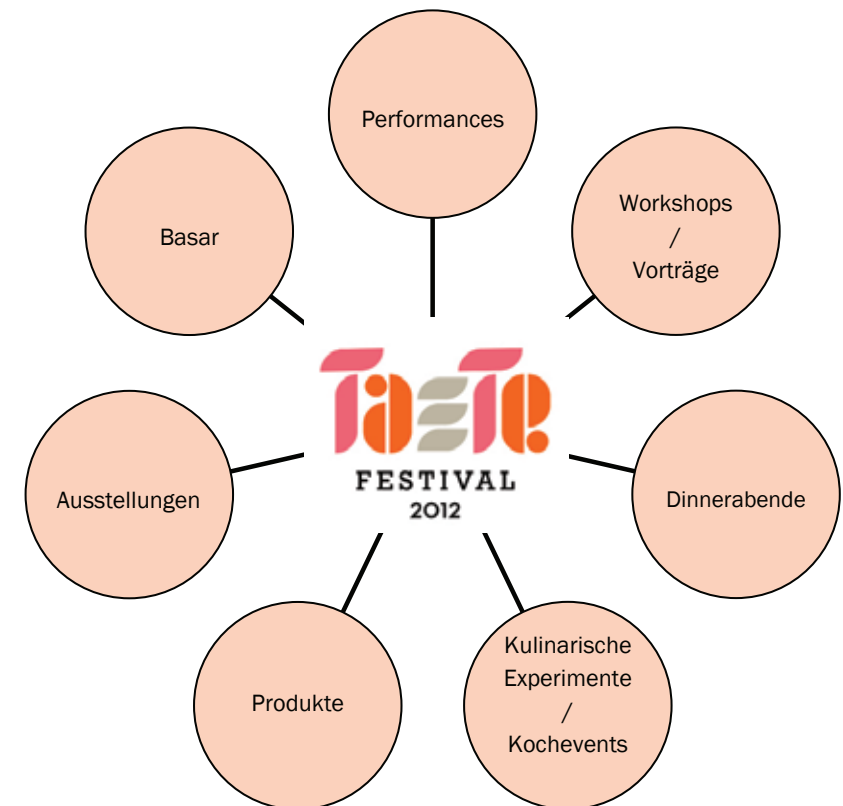 Performances
Workshops
/
Vorträge
Basar
TasTe
FESTIVAL
2012
Ausstellungen
Dinnerabende
Kulinarische
Experimente
/
Kochevents
Produkte